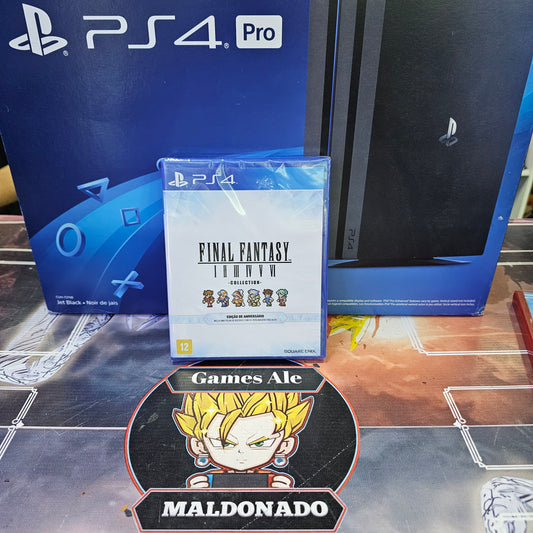 PS4 Pro
PS4
Jet Black • Noir de jais
PS4
FINAL FANTASY
I II III IV V VI
-COLLECTION-
EDIÇÃO DE ANIVERSÁRIO
12
SQUARE ENIX
Games Ale
MALDONADO